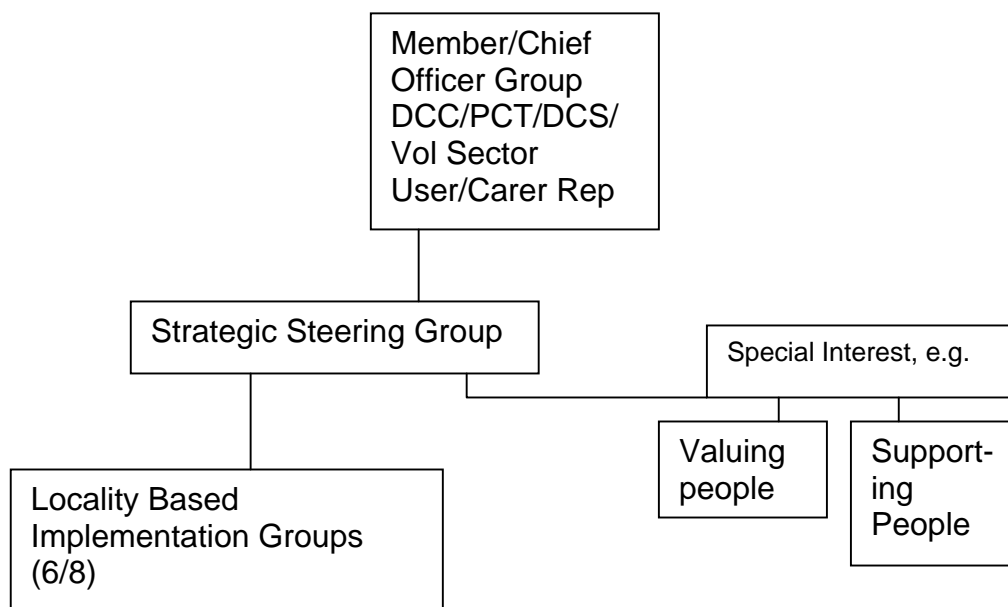 Member/Chief
Officer Group
DCC/PCT/DCS/
Vol Sector
User/Carer Rep
Strategic Steering Group
Special Interest, e.g.
Valuing
people
Support-
ing
People
Locality Based
Implementation Groups
(6/8)